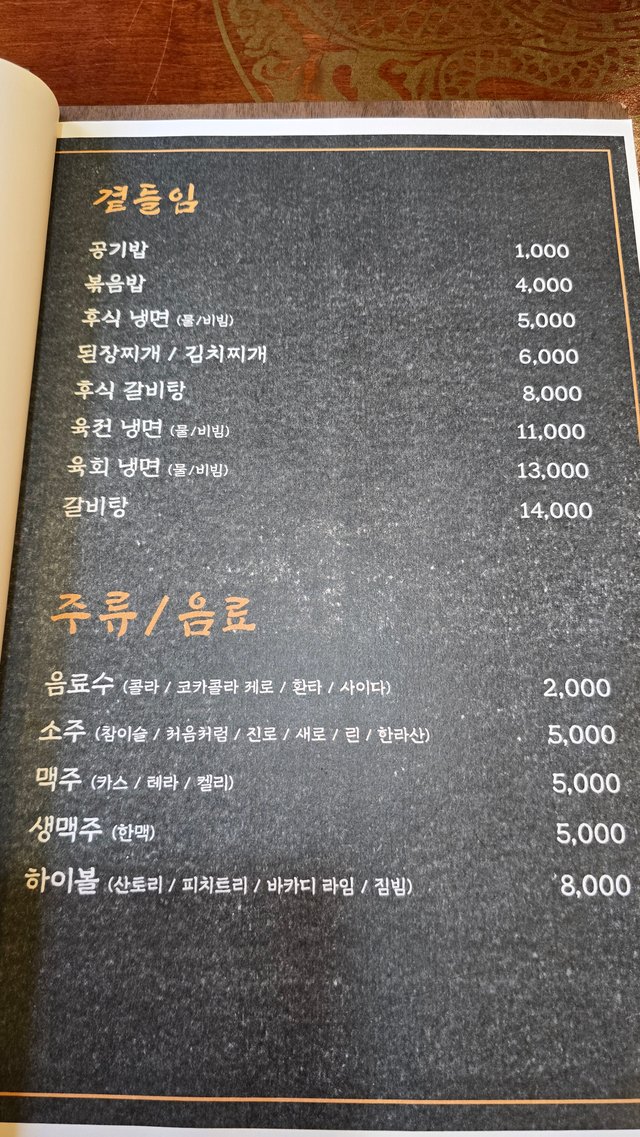 곁들임
공기밥 1,000
볶음밥 4,000
후식 냉면 (물/비빔) 5,000
된장찌개 / 김치찌개 6,000
후식 갈비탕 8,000
육전 냉면 (물/비빔) 11,000
육회 냉면 (물/비빔) 13,000
갈비탕 14,000
주류/음료
음료수 (콜라 / 코카콜라 제로 / 환타 / 사이다) 2,000
소주 (참이슬 / 처음처럼 / 진로 / 새로 / 린 / 한라산) 5,000
맥주 (카스 / 테라 / 켈리) 5,000
생맥주 (한맥) 5,000
하이볼 (산토리 / 피치트리 / 바카디 라임 / 짐빔) 8,000